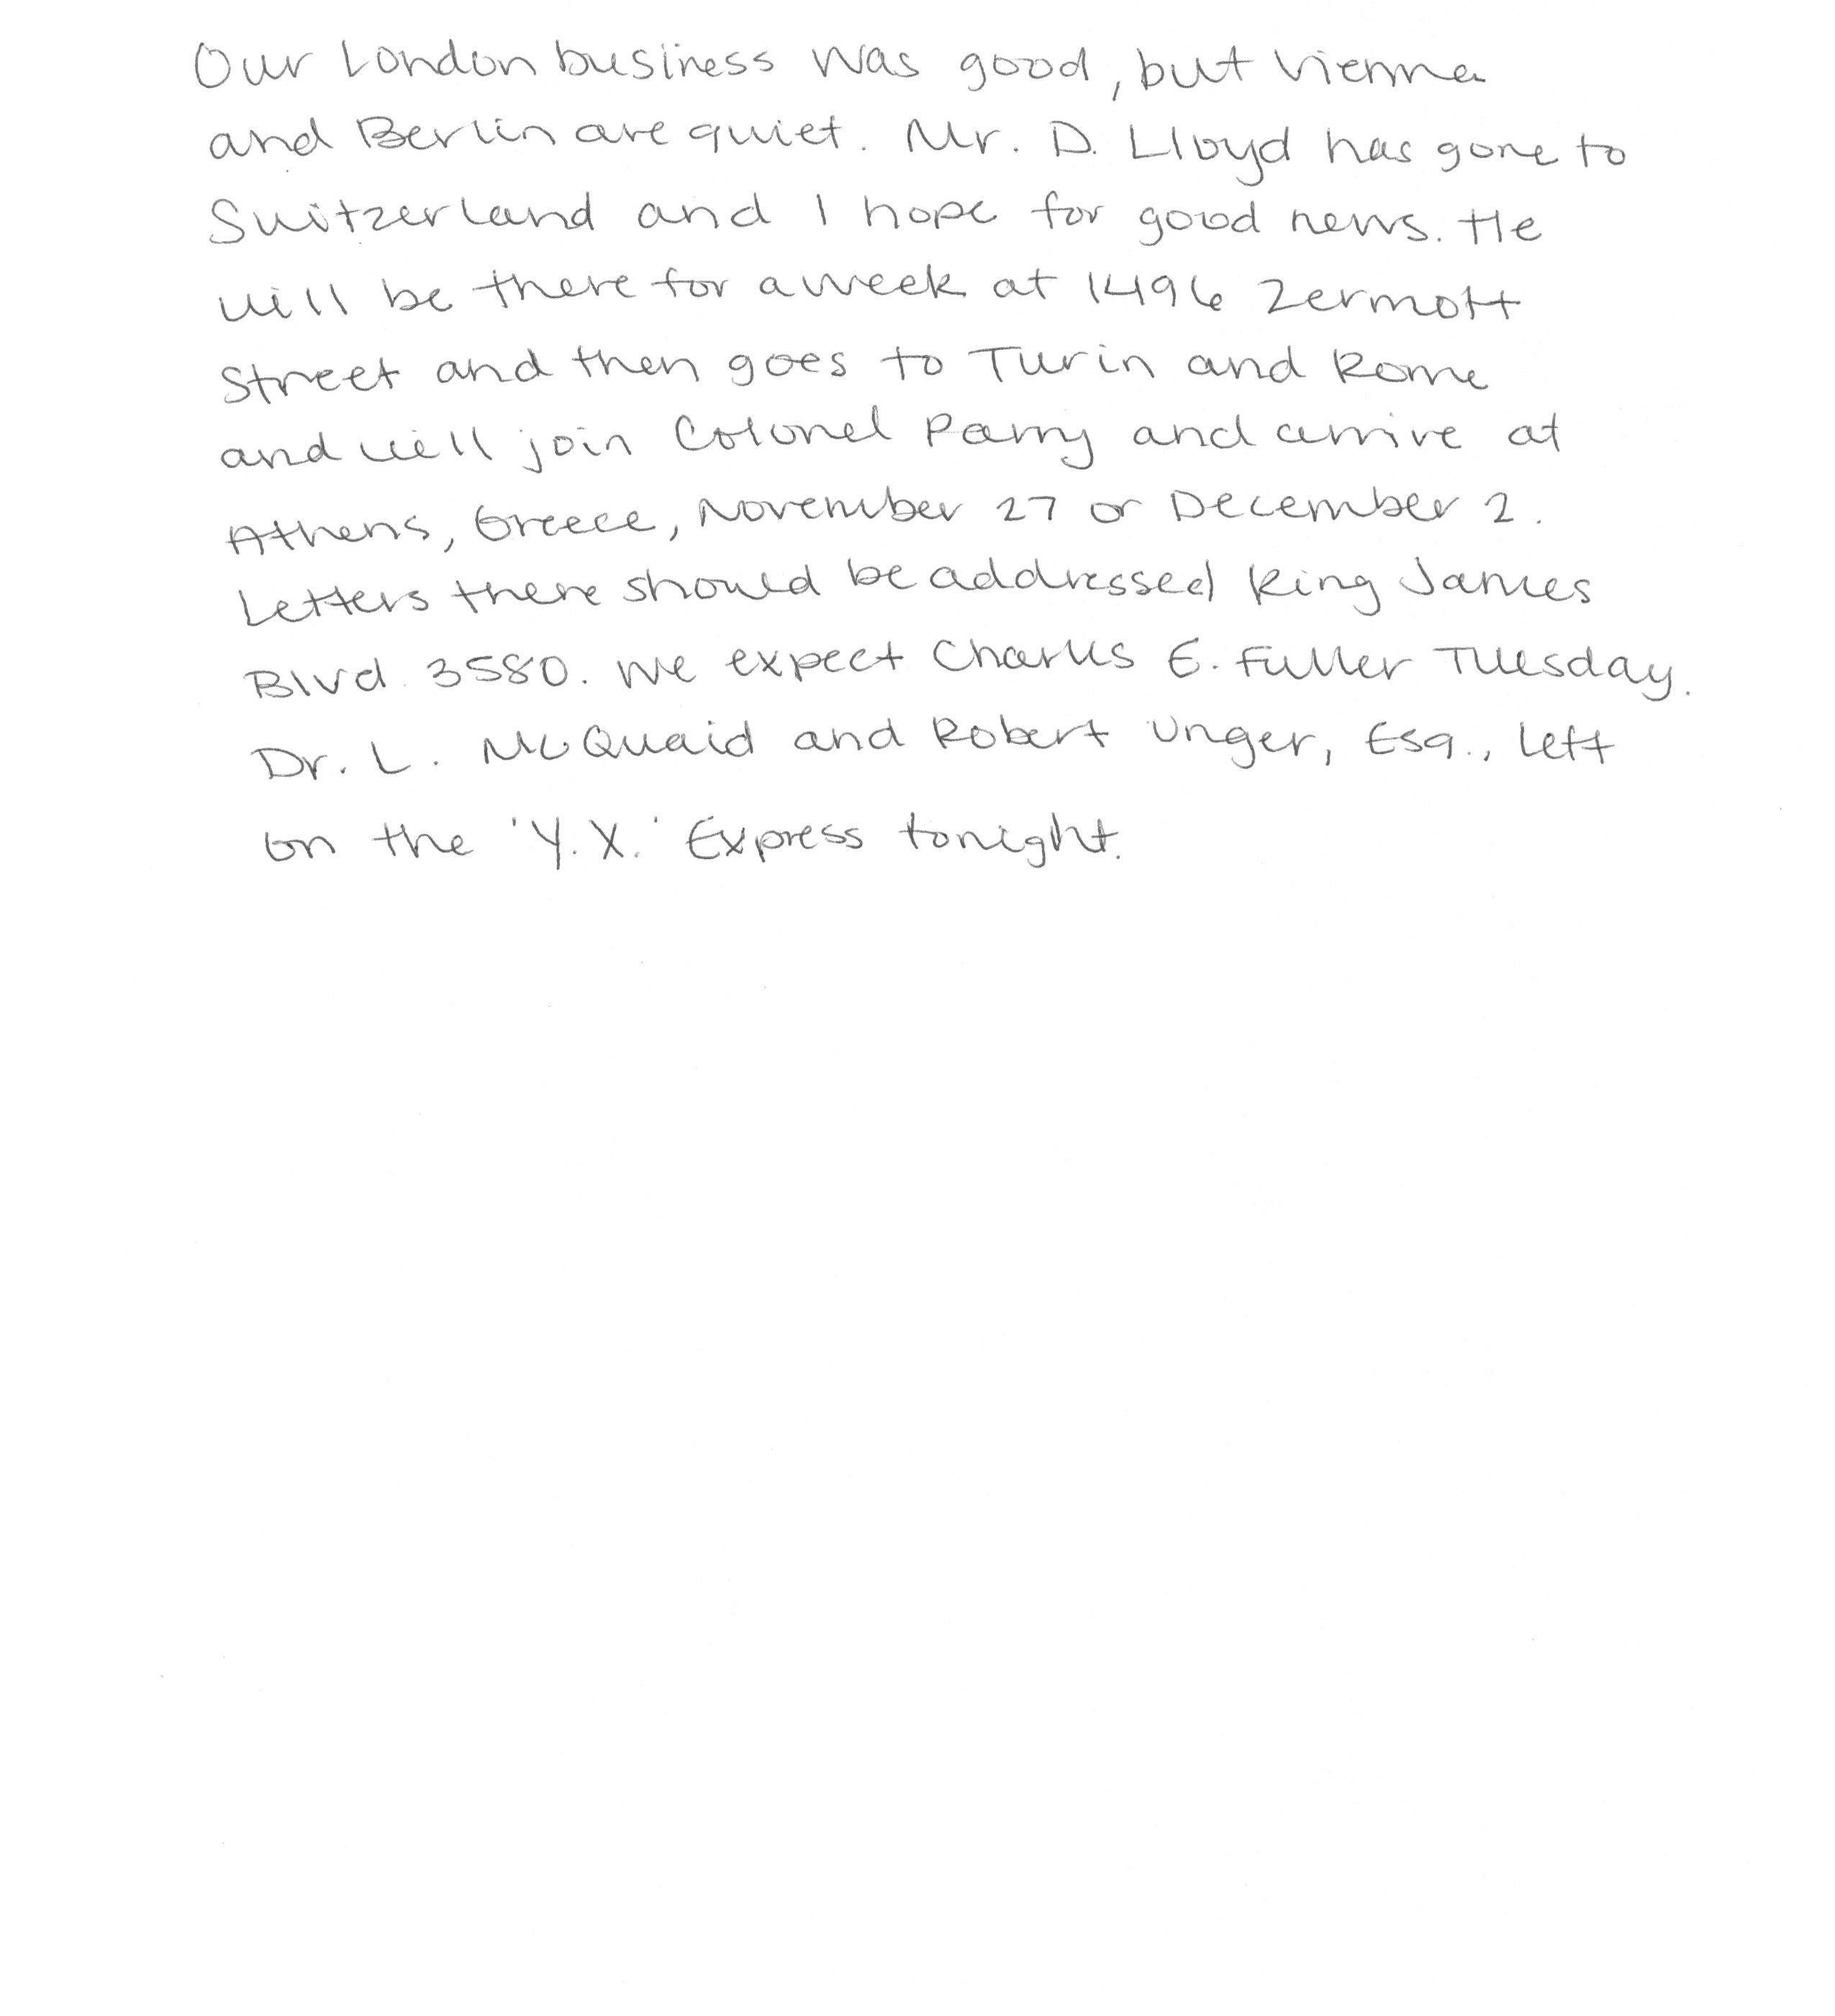 Our London business was good, but Vienna
and Berlin are quiet. Mr. D. Lloyd has gone to
Switzerland and I hope for good news. He
will be there for a week at 1496 Zermott
Street and then goes to Turin and Rome
and will join Colonel Parry and arrive at
Athens, Greece, November 27 or December 2.
Letters there should be addressed King James
Blvd. 3580. We expect Charles E. Fuller Tuesday.
Dr. L. McQuaid and Robert Unger, Esq., left
on the 'Y.X.' Express tonight.